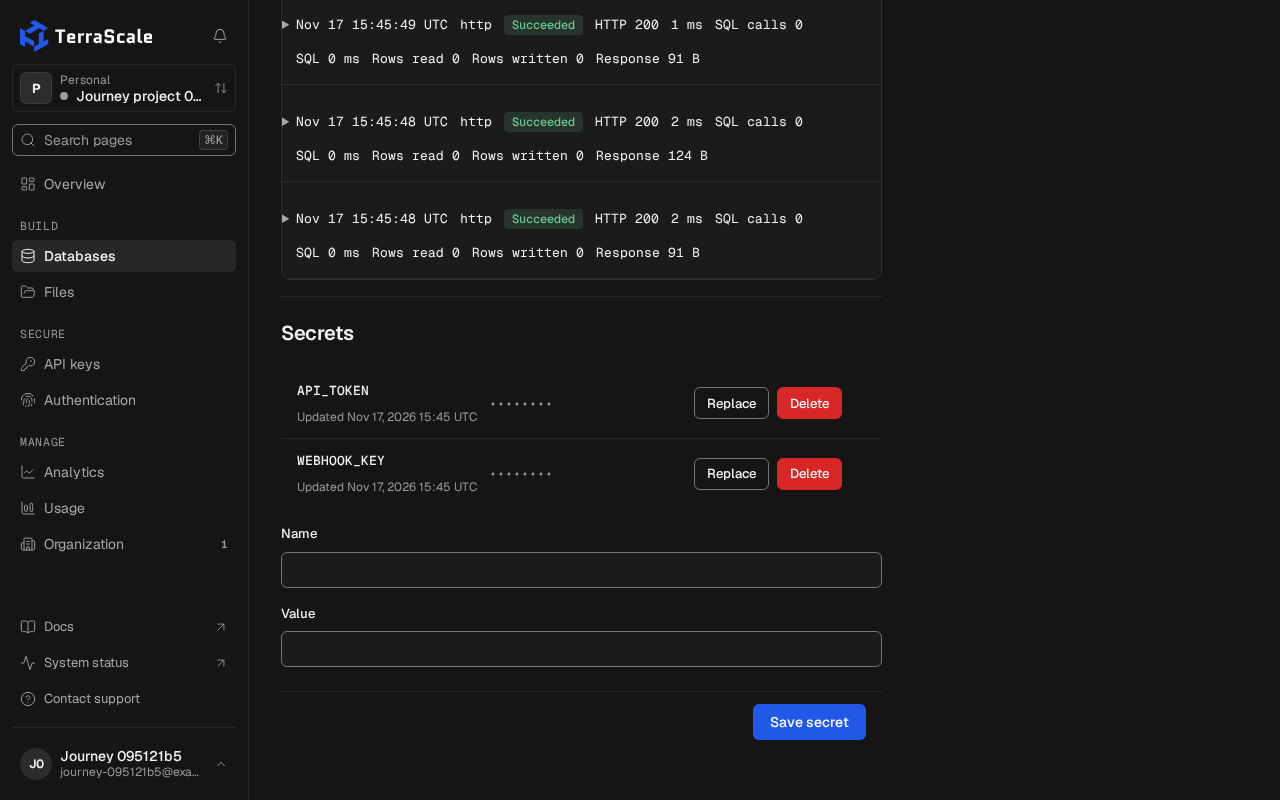 TerraScale
P
Personal
Journey project 0...
Search pages
⌘K
Overview
BUILD
Databases
Files
SECURE
API keys
Authentication
MANAGE
Analytics
Usage
Organization 1
Docs
System status
Contact support
J0
Journey 095121b5
journey-095121b5@exa...
Nov 17 15:45:49 UTC http Succeeded HTTP 200 1 ms SQL calls 0
SQL 0 ms Rows read 0 Rows written 0 Response 91 B
Nov 17 15:45:48 UTC http Succeeded HTTP 200 2 ms SQL calls 0
SQL 0 ms Rows read 0 Rows written 0 Response 124 B
Nov 17 15:45:48 UTC http Succeeded HTTP 200 2 ms SQL calls 0
SQL 0 ms Rows read 0 Rows written 0 Response 91 B
Secrets
API_TOKEN
Updated Nov 17, 2026 15:45 UTC
••••••••
Replace
Delete
WEBHOOK_KEY
Updated Nov 17, 2026 15:45 UTC
••••••••
Replace
Delete
Name
Value
Save secret